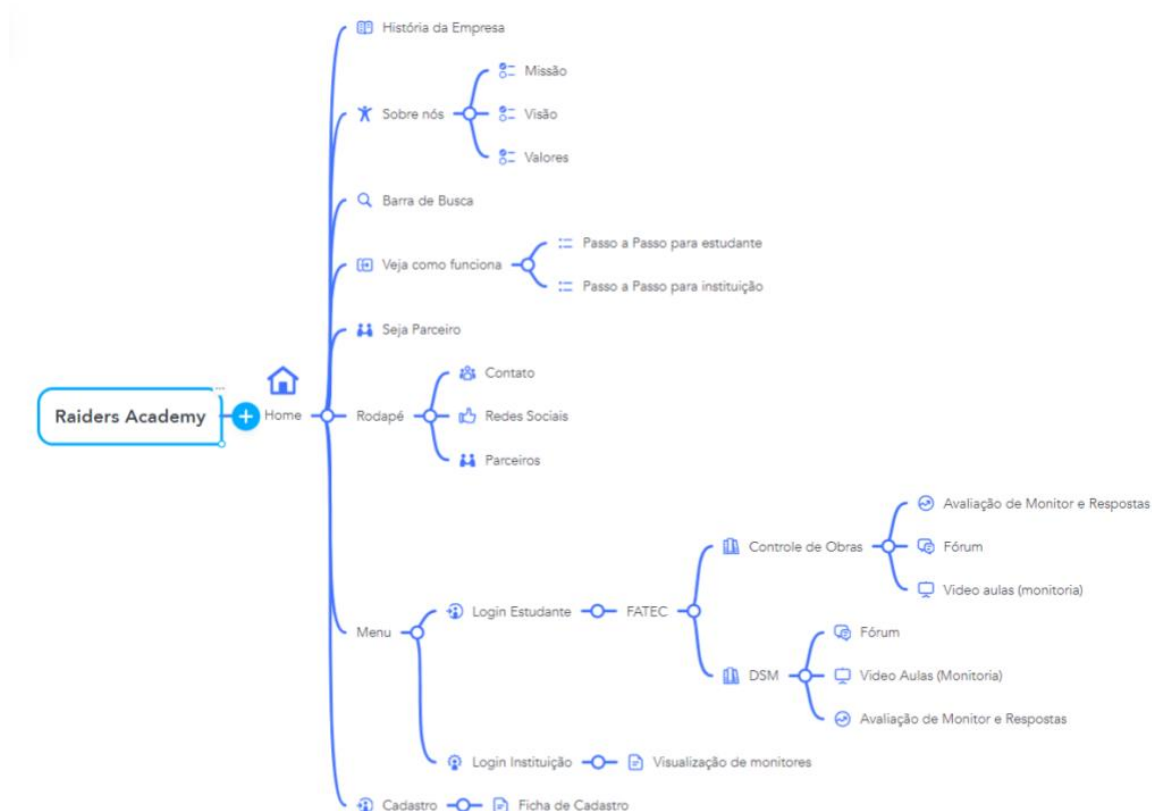 História da Empresa
Missão
Sobre nós
Visão
Valores
Barra de Busca
Passo a Passo para estudante
Veja como funciona
Passo a Passo para instituição
Seja Parceiro
Contato
Raiders Academy
Home
Rodapé
Redes Sociais
Parceiros
Avaliação de Monitor e Respostas
Controle de Obras
Fórum
Video aulas (monitoria)
Menu
Login Estudante
FATEC
Fórum
DSM
Video Aulas (Monitoria)
Avaliação de Monitor e Respostas
Login Instituição
Visualização de monitores
Cadastro
Ficha de Cadastro